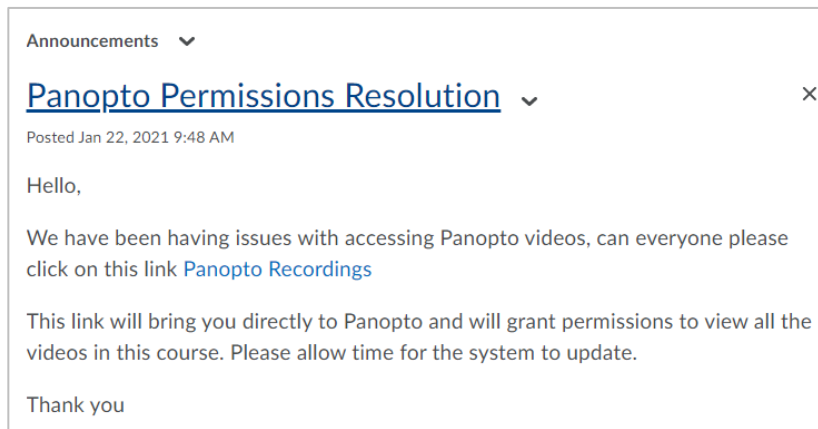 Announcements
Panopto Permissions Resolution
Posted Jan 22, 2021 9:48 AM
Hello,
We have been having issues with accessing Panopto videos, can everyone please
click on this link Panopto Recordings
This link will bring you directly to Panopto and will grant permissions to view all the
videos in this course. Please allow time for the system to update.
Thank you